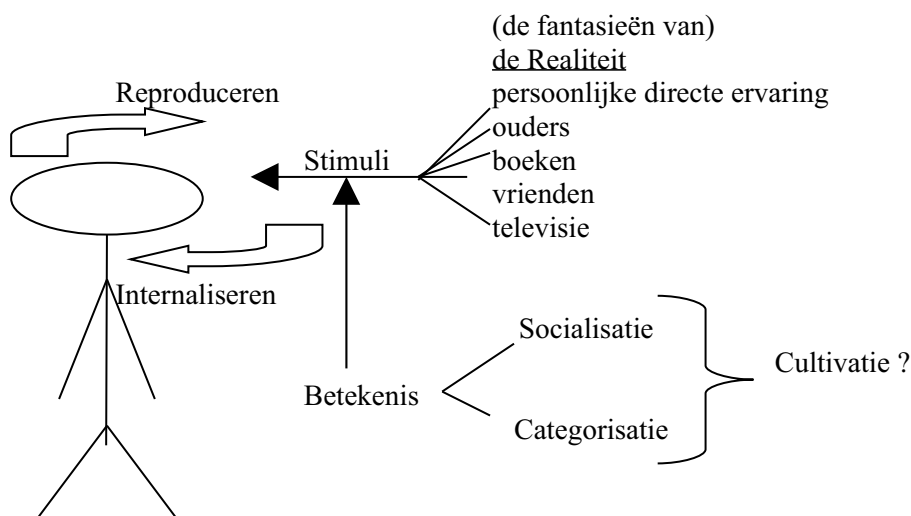 (de fantasieën van)
de Realiteit
Reproduceren
persoonlijke directe ervaring
ouders
Stimuli
boeken
vrienden
televisie
Internaliseren
Socialisatie
Cultivatie ?
Betekenis
Categorisatie